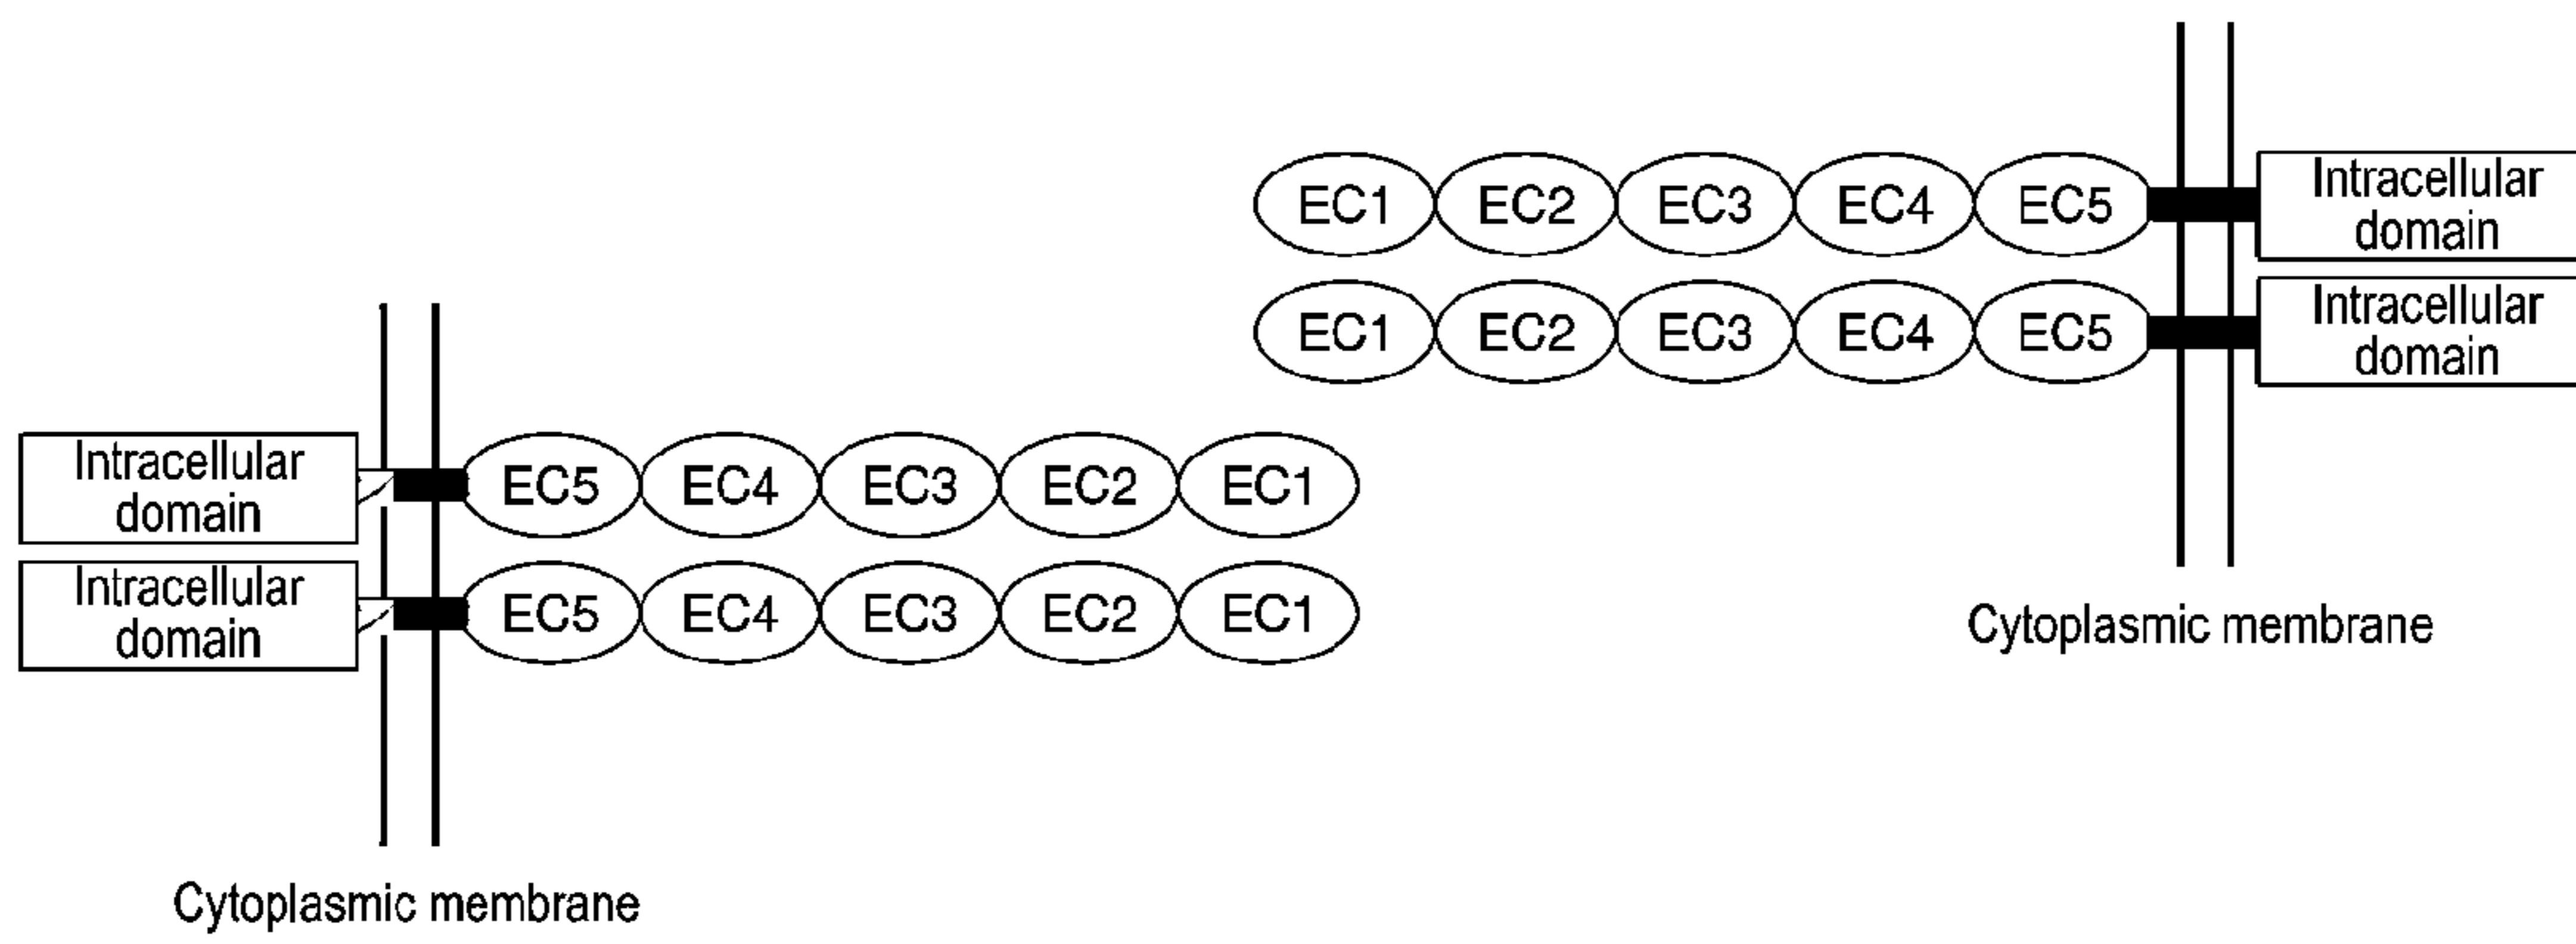 EC1 EC2 EC3 EC4 EC5 Intracellular
domain
EC1 EC2 EC3 EC4 EC5 Intracellular
domain
Intracellular
domain EC5 EC4 EC3 EC2 EC1
Intracellular
domain EC5 EC4 EC3 EC2 EC1
Cytoplasmic membrane
Cytoplasmic membrane